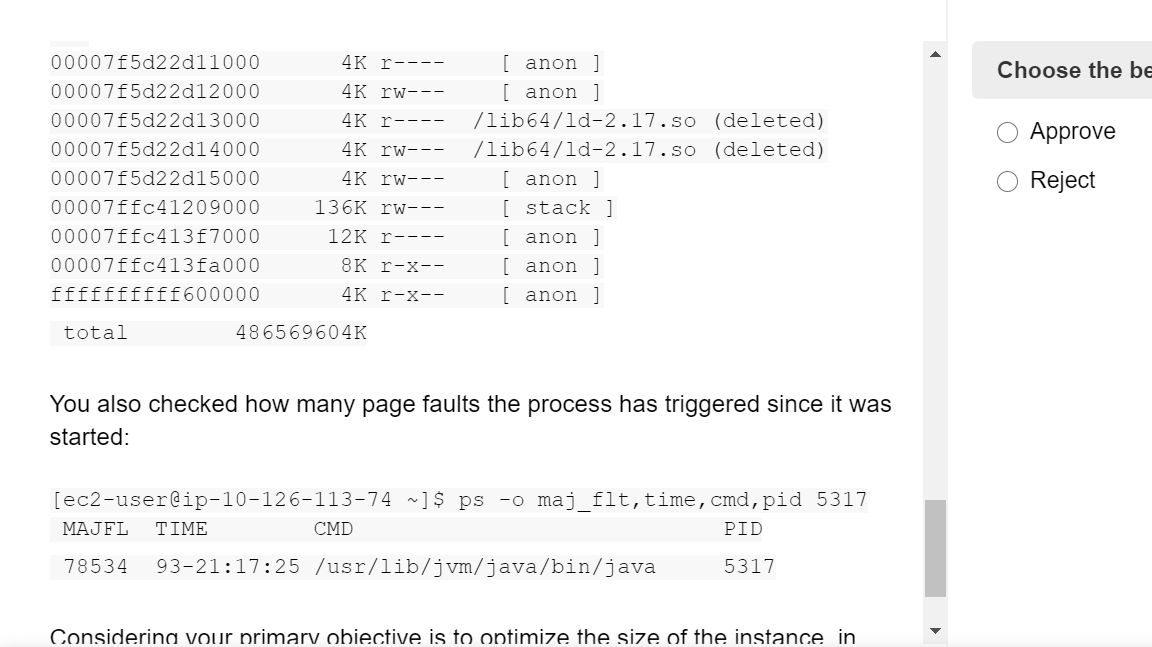 00007f5d22d11000      4K r----    [ anon ]
00007f5d22d12000      4K rw---    [ anon ]
00007f5d22d13000      4K r----  /lib64/ld-2.17.so (deleted)
00007f5d22d14000      4K rw---  /lib64/ld-2.17.so (deleted)
00007f5d22d15000      4K rw---    [ anon ]
00007ffc41209000    136K rw---    [ stack ]
00007ffc413f7000     12K r----    [ anon ]
00007ffc413fa000      8K r-x--    [ anon ]
ffffffffff600000      4K r-x--    [ anon ]
total        486569604K
You also checked how many page faults the process has triggered since it was
started:
[ec2-user@ip-10-126-113-74 ~]$ ps -o maj_flt,time,cmd,pid 5317
MAJFL  TIME        CMD                            PID
78534  93-21:17:25 /usr/lib/jvm/java/bin/java     5317
Considering your primary objective is to optimize the size of the instance, in
Choose the be
Approve
Reject